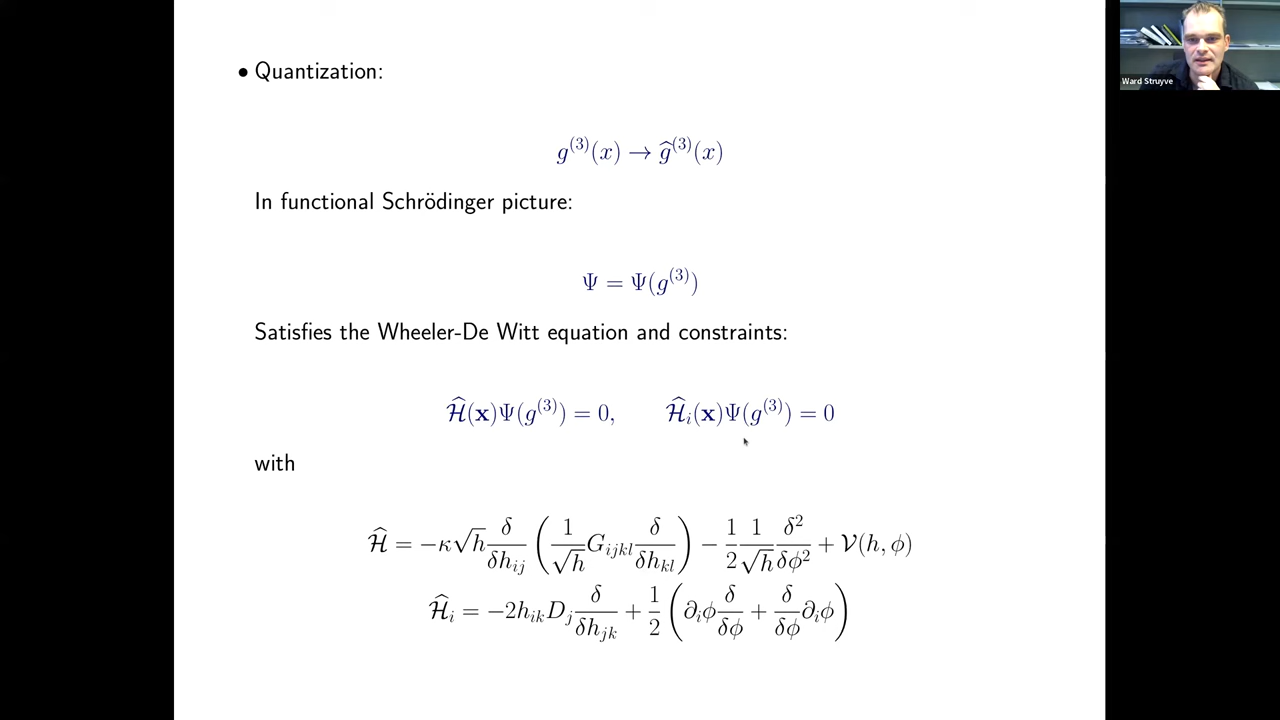 • Quantization:
g^{(3)}(x) → \widehat{g}^{(3)}(x)
In functional Schrödinger picture:
Ψ = Ψ(g^{(3)})
Satisfies the Wheeler-De Witt equation and constraints:
\widehat{\mathcal{H}}(\mathbf{x})Ψ(g^{(3)}) = 0, \widehat{\mathcal{H}}_i(\mathbf{x})Ψ(g^{(3)}) = 0
with
\widehat{\mathcal{H}} = -κ\sqrt{h}\frac{δ}{δh_{ij}}\left(\frac{1}{\sqrt{h}}G_{ijkl}\frac{δ}{δh_{kl}}\right) - \frac{1}{2}\frac{1}{\sqrt{h}}\frac{δ^2}{δϕ^2} + \mathcal{V}(h, ϕ)
\widehat{\mathcal{H}}_i = -2h_{ik}D_j\frac{δ}{δh_{jk}} + \frac{1}{2}\left(∂_iϕ\frac{δ}{δϕ} + \frac{δ}{δϕ}∂_iϕ\right)
Ward Struyve